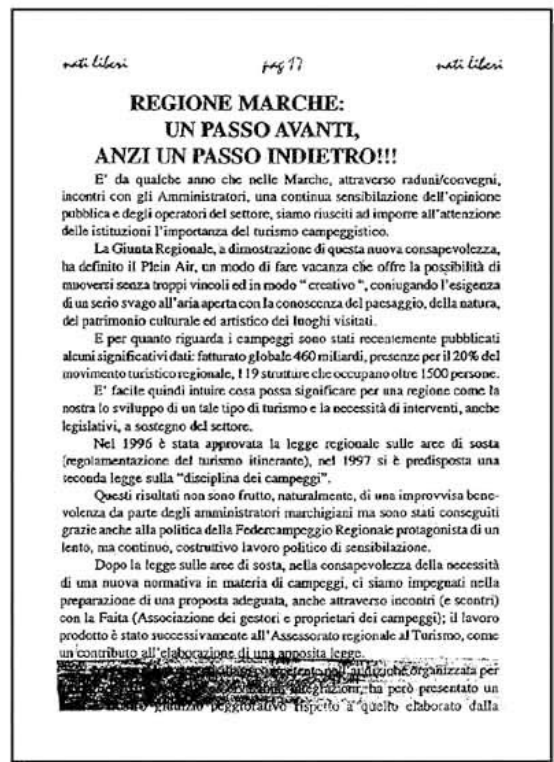 nati liberi pag 17 nati liberi
REGIONE MARCHE:
UN PASSO AVANTI,
ANZI UN PASSO INDIETRO!!!
E' da qualche anno che nelle Marche, attraverso raduni/convegni,
incontri con gli Amministratori, una continua sensibilazione dell'opinione
pubblica e degli operatori del settore, siamo riusciti ad imporre all'attenzione
delle istituzioni l'importanza del turismo campeggistico.
La Giunta Regionale, a dimostrazione di questa nuova consapevolezza,
ha definito il Plein Air, un modo di fare vacanza che offre la possibilità di
muoversi senza troppi vincoli ed in modo " creativo ", coniugando l'esigenza
di un serio svago all'aria aperta con la conoscenza del paesaggio, della natura,
del patrimonio culturale ed artistico dei luoghi visitati.
E per quanto riguarda i campeggi sono stati recentemente pubblicati
alcuni significativi dati: fatturato globale 460 miliardi, presenze per il 20% del
movimento turistico regionale, 119 strutture che occupano oltre 1500 persone.
E' facile quindi intuire cosa possa significare per una regione come la
nostra lo sviluppo di un tale tipo di turismo e la necessità di interventi, anche
legislativi, a sostegno del settore.
Nel 1996 è stata approvata la legge regionale sulle aree di sosta
(regolamentazione del turismo itinerante), nel 1997 si è predisposta una
seconda legge sulla "disciplina dei campeggi".
Questi risultati non sono frutto, naturalmente, di una improvvisa bene-
volenza da parte degli amministratori marchigiani ma sono stati conseguiti
grazie anche alla politica della Federcampeggio Regionale protagonista di un
lento, ma continuo, costruttivo lavoro politico di sensibilazione.
Dopo la legge sulle aree di sosta, nella consapevolezza della necessità
di una nuova normativa in materia di campeggi, ci siamo impegnati nella
preparazione di una proposta adeguata, anche attraverso incontri (e scontri)
con la Faita (Associazione dei gestori e proprietari dei campeggi); il lavoro
prodotto è stato successivamente all'Assessorato regionale al Turismo, come
un contributo all'elaborazione di una apposita legge.
organizzata per
integrazioni, ha però presentato un
giudizio peggiorativo rispetto a quello elaborato dalla